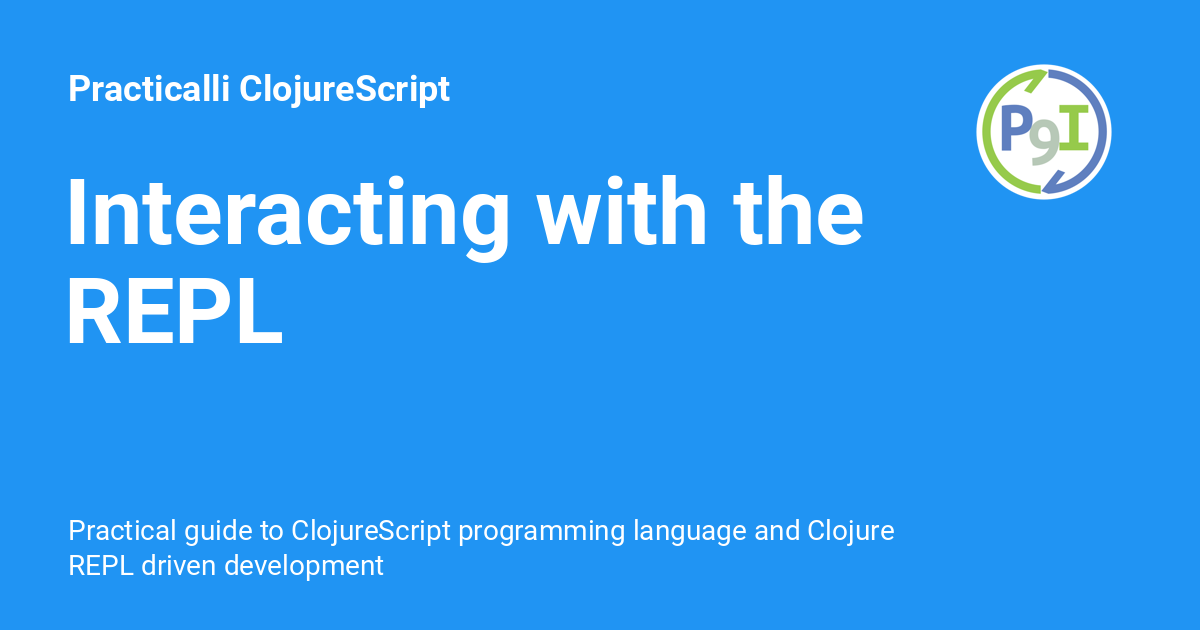 Practicalli ClojureScript
P9I
Interacting with the
REPL
Practical guide to ClojureScript programming language and Clojure
REPL driven development